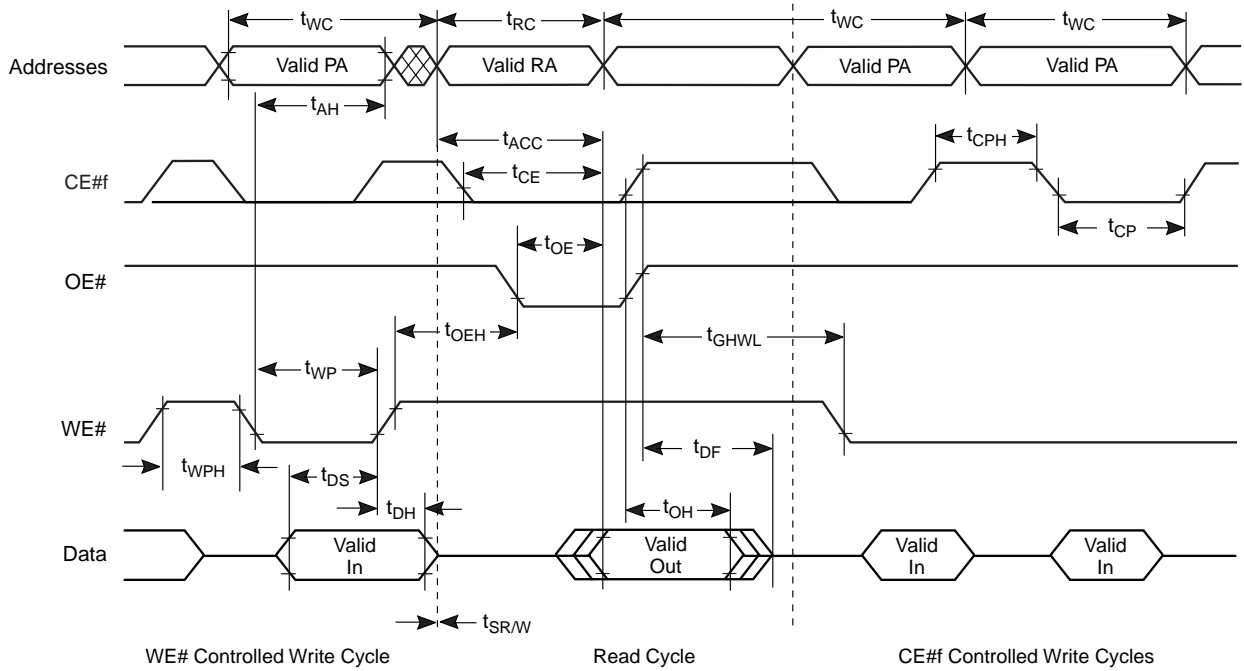 tWC tRC tWC tWC
Addresses Valid PA Valid RA Valid PA Valid PA
tAH
tACC tCPH
CE#f tCE
tCP
tOE
OE#
tOEH tGHWL
tWP
WE#
tDF
tWPH tDS
tDH tOH
Data Valid In Valid Out Valid In Valid In
tSR/W
WE# Controlled Write Cycle Read Cycle CE#f Controlled Write Cycles